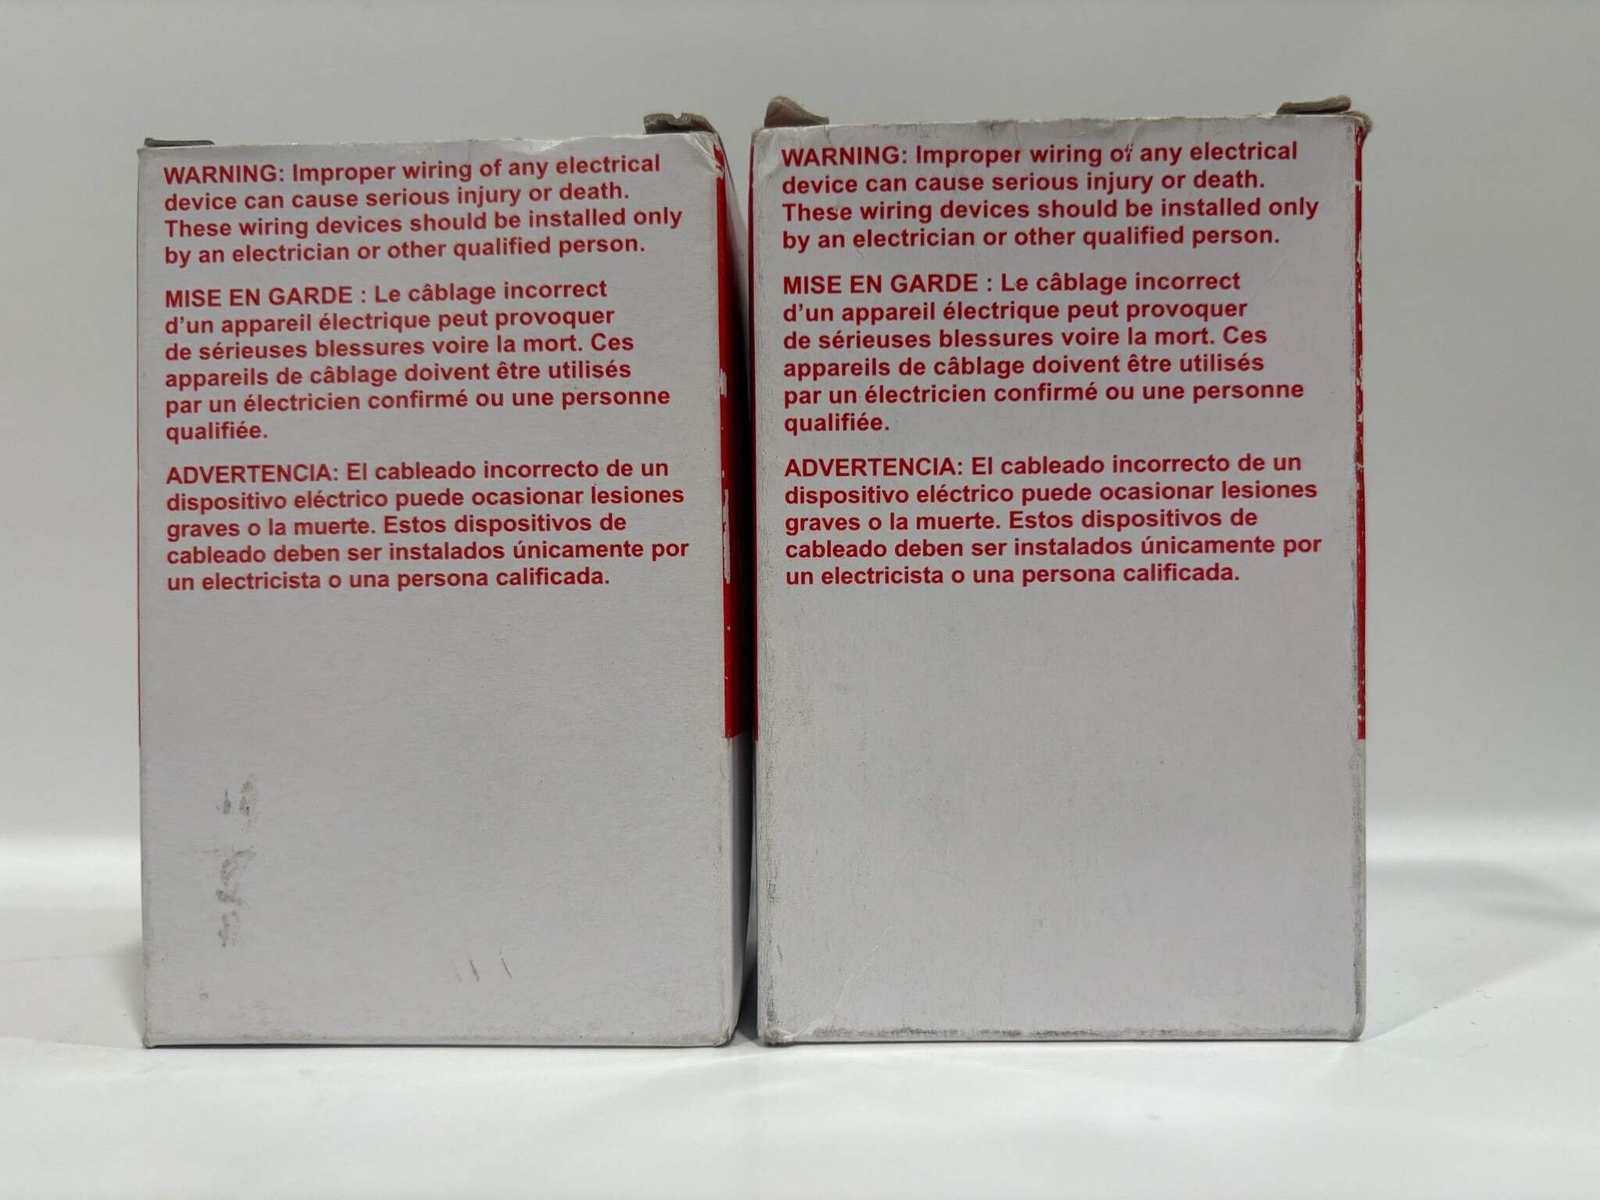 WARNING: Improper wiring of any electrical
device can cause serious injury or death.
These wiring devices should be installed only
by an electrician or other qualified person.
MISE EN GARDE : Le câblage incorrect
d’un appareil électrique peut provoquer
de sérieuses blessures voire la mort. Ces
appareils de câblage doivent être utilisés
par un électricien confirmé ou une personne
qualifiée.
ADVERTENCIA: El cableado incorrecto de un
dispositivo eléctrico puede ocasionar lesiones
graves o la muerte. Estos dispositivos de
cableado deben ser instalados únicamente por
un electricista o una persona calificada.
WARNING: Improper wiring of any electrical
device can cause serious injury or death.
These wiring devices should be installed only
by an electrician or other qualified person.
MISE EN GARDE : Le câblage incorrect
d’un appareil électrique peut provoquer
de sérieuses blessures voire la mort. Ces
appareils de câblage doivent être utilisés
par un électricien confirmé ou une personne
qualifiée.
ADVERTENCIA: El cableado incorrecto de un
dispositivo eléctrico puede ocasionar lesiones
graves o la muerte. Estos dispositivos de
cableado deben ser instalados únicamente por
un electricista o una persona calificada.